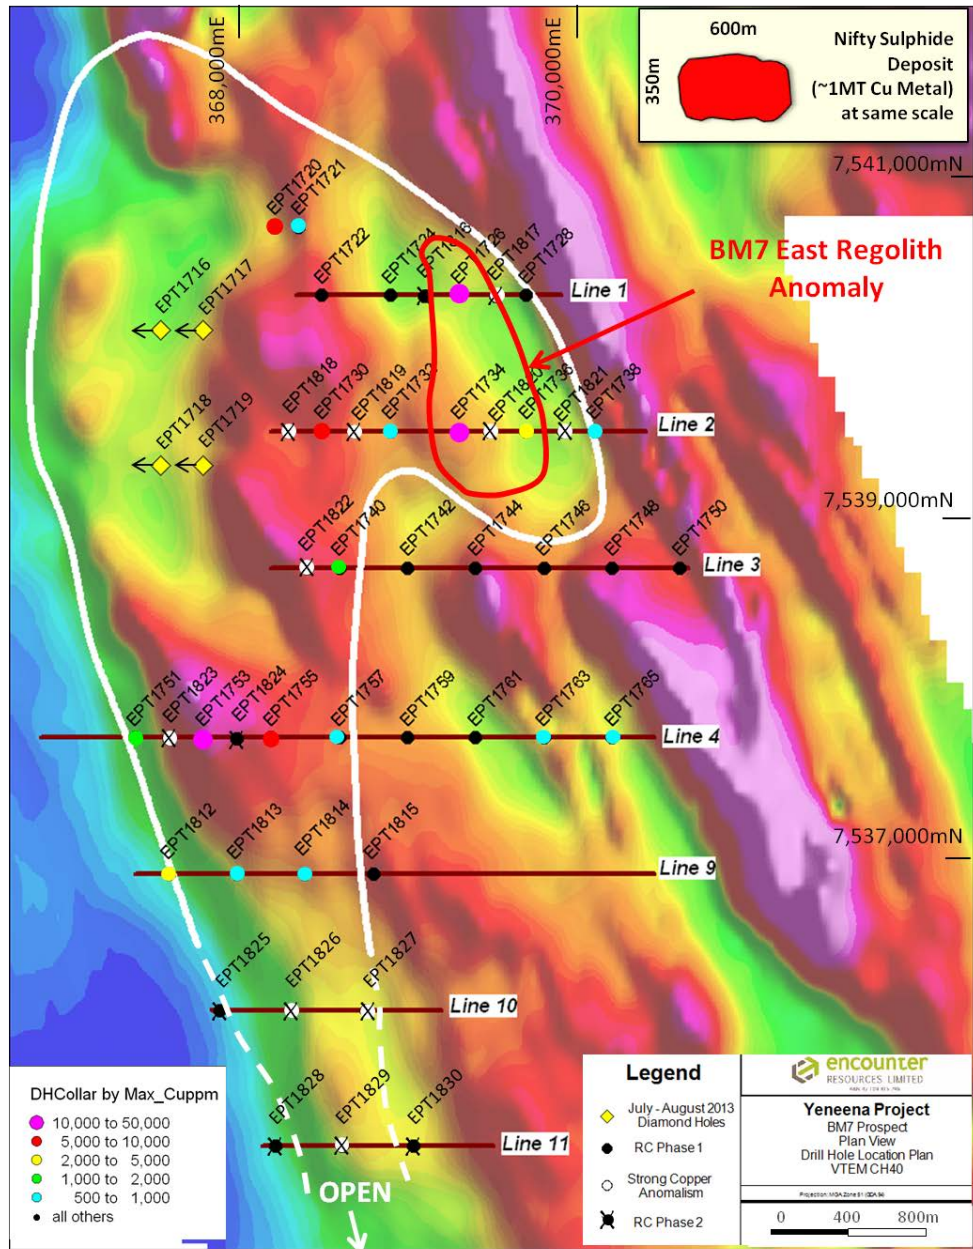 368,000mE
370,000mE
600m
350m
Nifty Sulphide
Deposit
(~1MT Cu Metal)
at same scale
7,541,000mN
EPT1720
EPT1721
EPT1722
EPT1724
EPT1816
EPT1726
EPT1817
EPT1728
Line 1
BM7 East Regolith
Anomaly
EPT1716
EPT1717
EPT1818
EPT1730
EPT1819
EPT1732
EPT1734
EPT1820
EPT1736
EPT1821
EPT1738
Line 2
EPT1718
EPT1719
7,539,000mN
EPT1822
EPT1740
EPT1742
EPT1744
EPT1746
EPT1748
EPT1750
Line 3
EPT1751
EPT1823
EPT1753
EPT1824
EPT1755
EPT1757
EPT1759
EPT1761
EPT1763
EPT1765
Line 4
7,537,000mN
EPT1812
EPT1813
EPT1814
EPT1815
Line 9
EPT1825
EPT1826
EPT1827
Line 10
EPT1828
EPT1829
EPT1830
Line 11
OPEN
DHCollar by Max_Cuppm
10,000 to 50,000
5,000 to 10,000
2,000 to 5,000
1,000 to 2,000
500 to 1,000
all others
Legend
July - August 2013
Diamond Holes
RC Phase 1
Strong Copper
Anomalism
RC Phase 2
encounter
RESOURCES LIMITED
Yeneena Project
BM7 Prospect
Plan View
Drill Hole Location Plan
VTEM CH40
0 400 800m